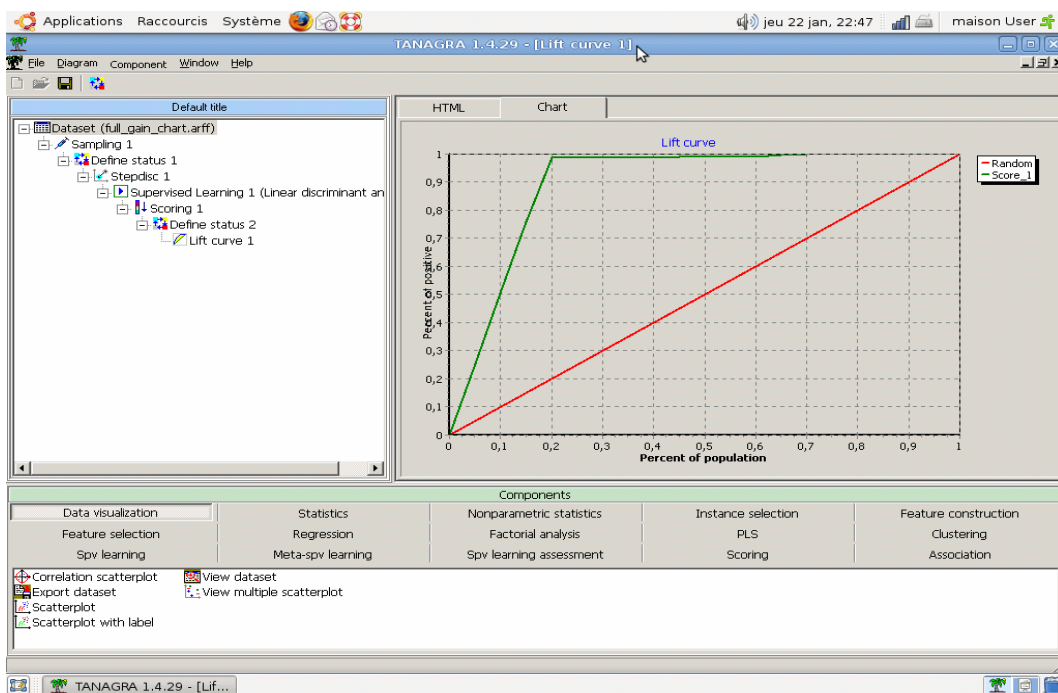 Applications Raccourcis Système jeu 22 jan, 22:47 maison User
TANAGRA 1.4.29 - [Lift curve 1]
File Diagram Component Window Help
Default title
Dataset (full_gain_chart.arff)
Sampling 1
Define status 1
Stepdisc 1
Supervised Learning 1 (Linear discriminant an
Scoring 1
Define status 2
Lift curve 1
HTML Chart
Lift curve
Percent of positive
1
0,9
0,8
0,7
0,6
0,5
0,4
0,3
0,2
0,1
0
0 0,1 0,2 0,3 0,4 0,5 0,6 0,7 0,8 0,9 1
Percent of population
Random
Score_1
Components
Data visualization Statistics Nonparametric statistics Instance selection Feature construction
Feature selection Regression Factorial analysis PLS Clustering
Spv learning Meta-spv learning Spv learning assessment Scoring Association
Correlation scatterplot View dataset
Export dataset View multiple scatterplot
Scatterplot
Scatterplot with label
TANAGRA 1.4.29 - [Lif...